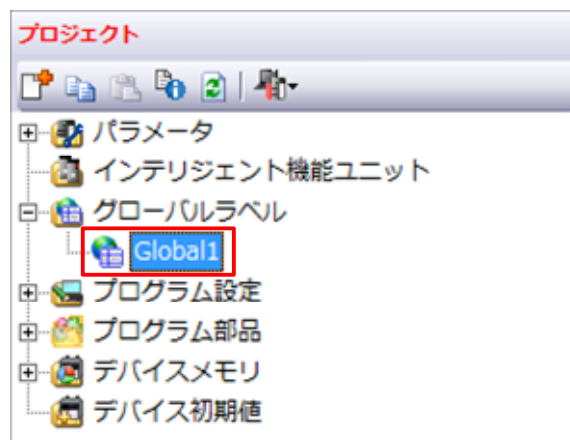 プロジェクト
パラメータ
インテリジェント機能ユニット
グローバルラベル
Global1
プログラム設定
プログラム部品
デバイスメモリ
デバイス初期値